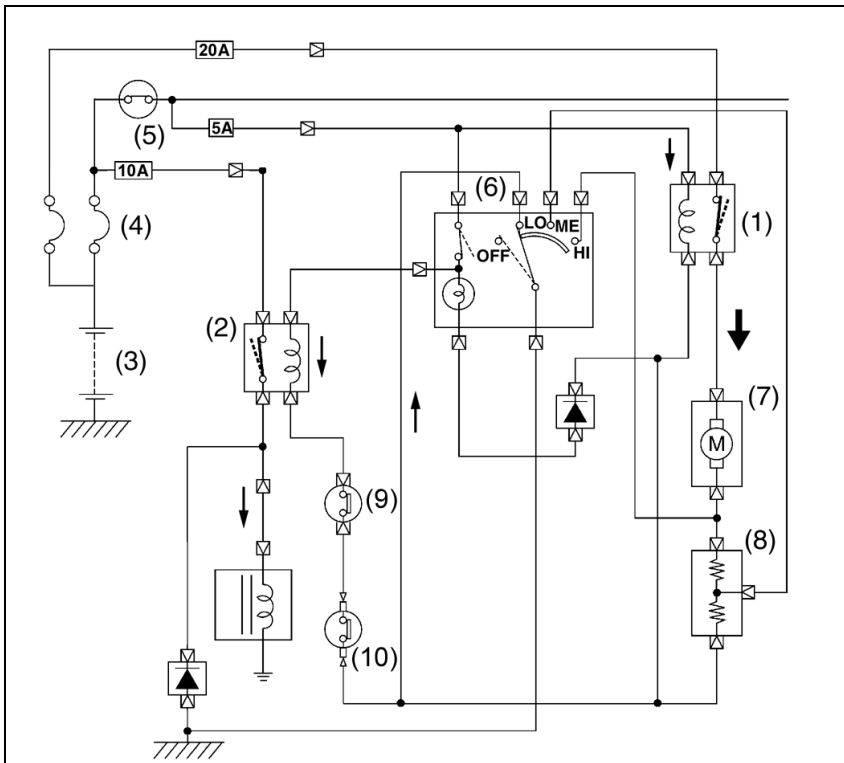 20A
(5)
5A
10A
(6)
(4)
LO ME
OFF
HI
(1)
(2)
(3)
(7)
M
(8)
(9)
(10)